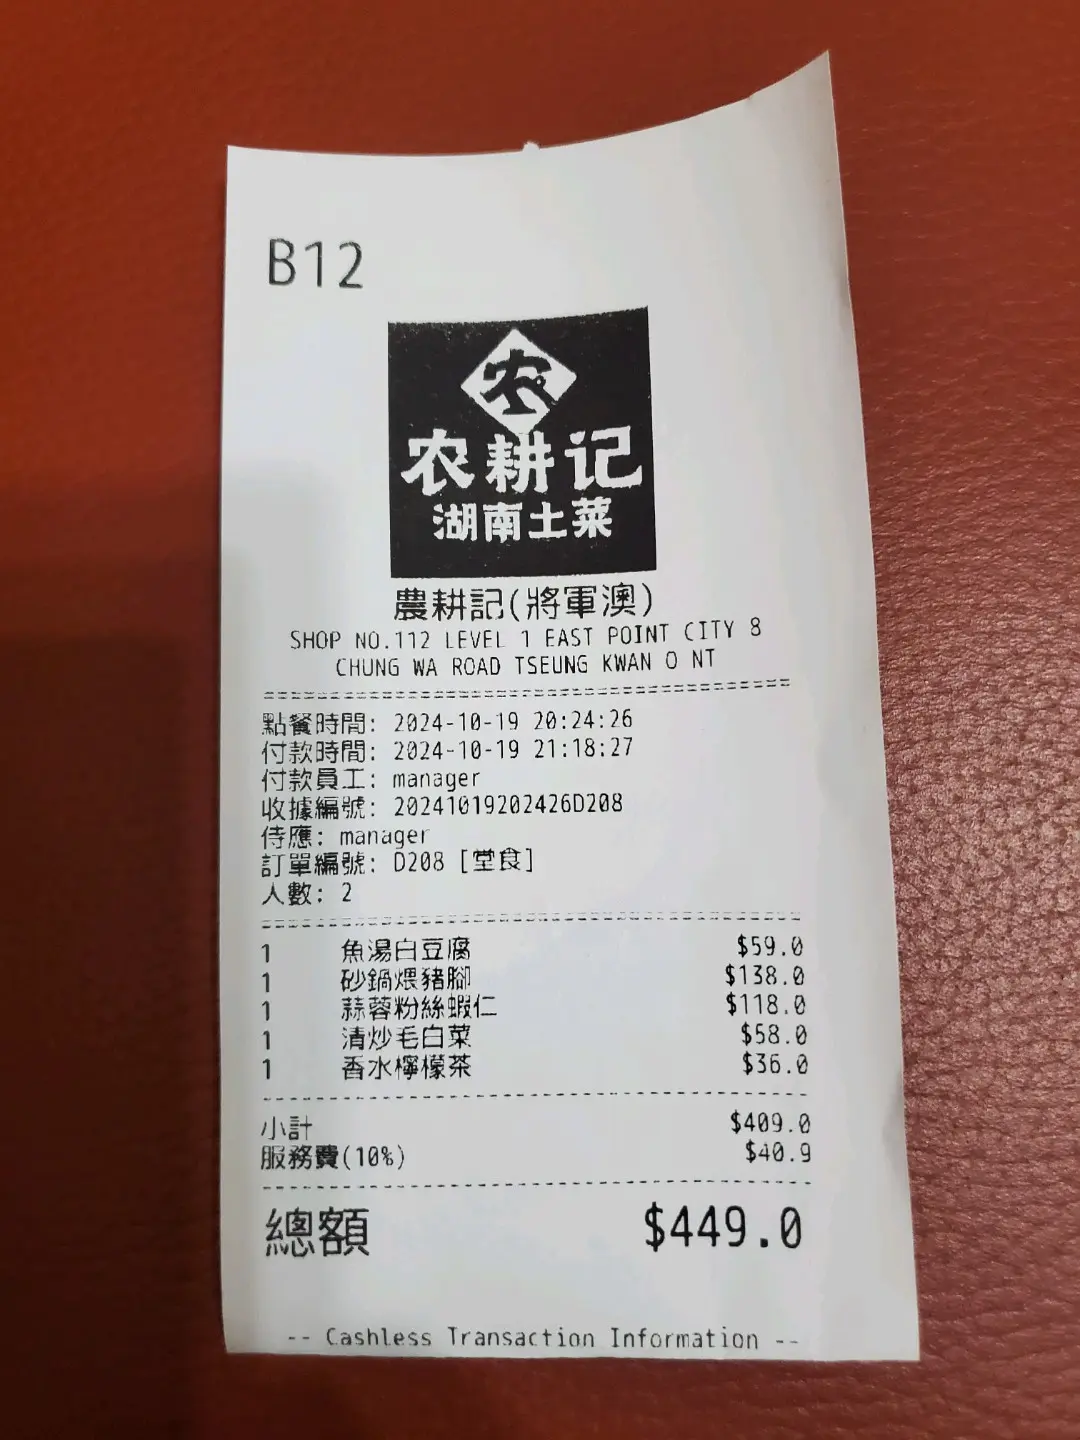 B12
农
农耕记
湖南土菜
農耕記(將軍澳)
SHOP NO.112 LEVEL 1 EAST POINT CITY 8
CHUNG WA ROAD TSEUNG KWAN O NT
點餐時間: 2024-10-19 20:24:26
付款時間: 2024-10-19 21:18:27
付款員工: manager
收據編號: 20241019202426D208
侍應: manager
訂單編號: D208 [堂食]
人數: 2
1 魚湯白豆腐 $59.0
1 砂鍋煨豬腳 $138.0
1 蒜蓉粉絲蝦仁 $118.0
1 清炒毛白菜 $58.0
1 香水檸檬茶 $36.0
小計 $409.0
服務費(10%) $40.9
總額 $449.0
-- Cashless Transaction Information --